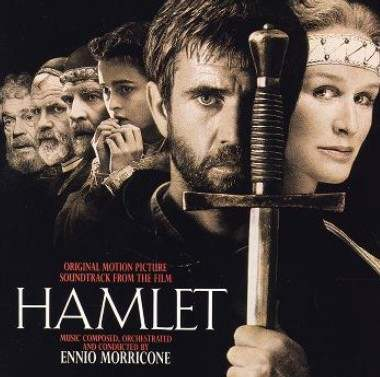 ORIGINAL MOTION PICTURE
SOUNDTRACK FROM THE FILM
HAMLET
MUSIC COMPOSED, ORCHESTRATED
AND CONDUCTED BY
ENNIO MORRICONE